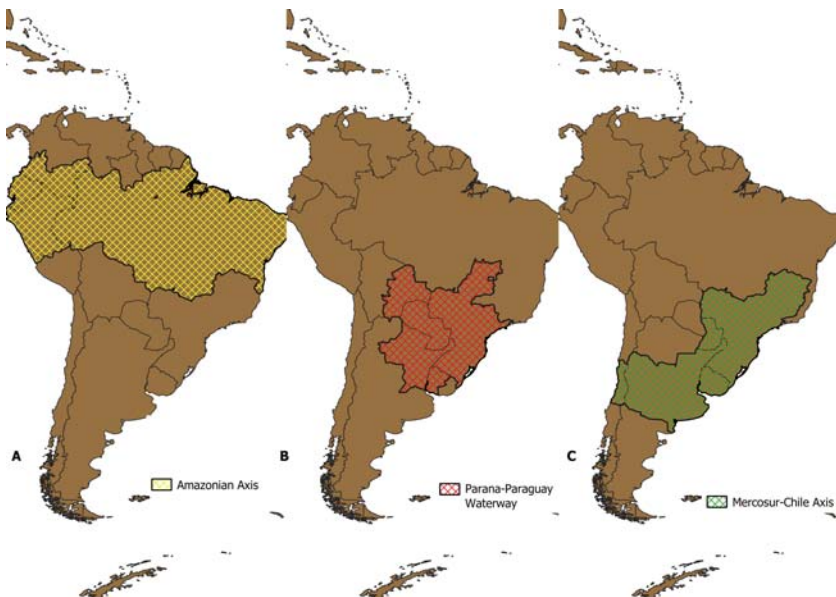 A
Amazonian Axis
B
Parana-Paraguay
Waterway
C
Mercosur-Chile Axis